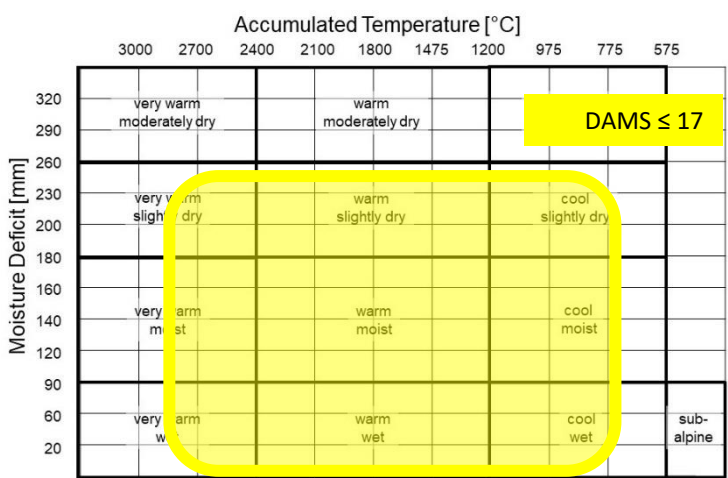 Accumulated Temperature [°C]
3000 2700 2400 2100 1800 1475 1200 975 775 575
Moisture Deficit [mm]
320
290
260
230
200
180
160
140
120
90
60
20
very warm
moderately dry
warm
moderately dry
DAMS ≤ 17
very warm
slightly dry
warm
slightly dry
cool
slightly dry
very warm
moist
warm
moist
cool
moist
very warm
wet
warm
wet
cool
wet
sub-
alpine